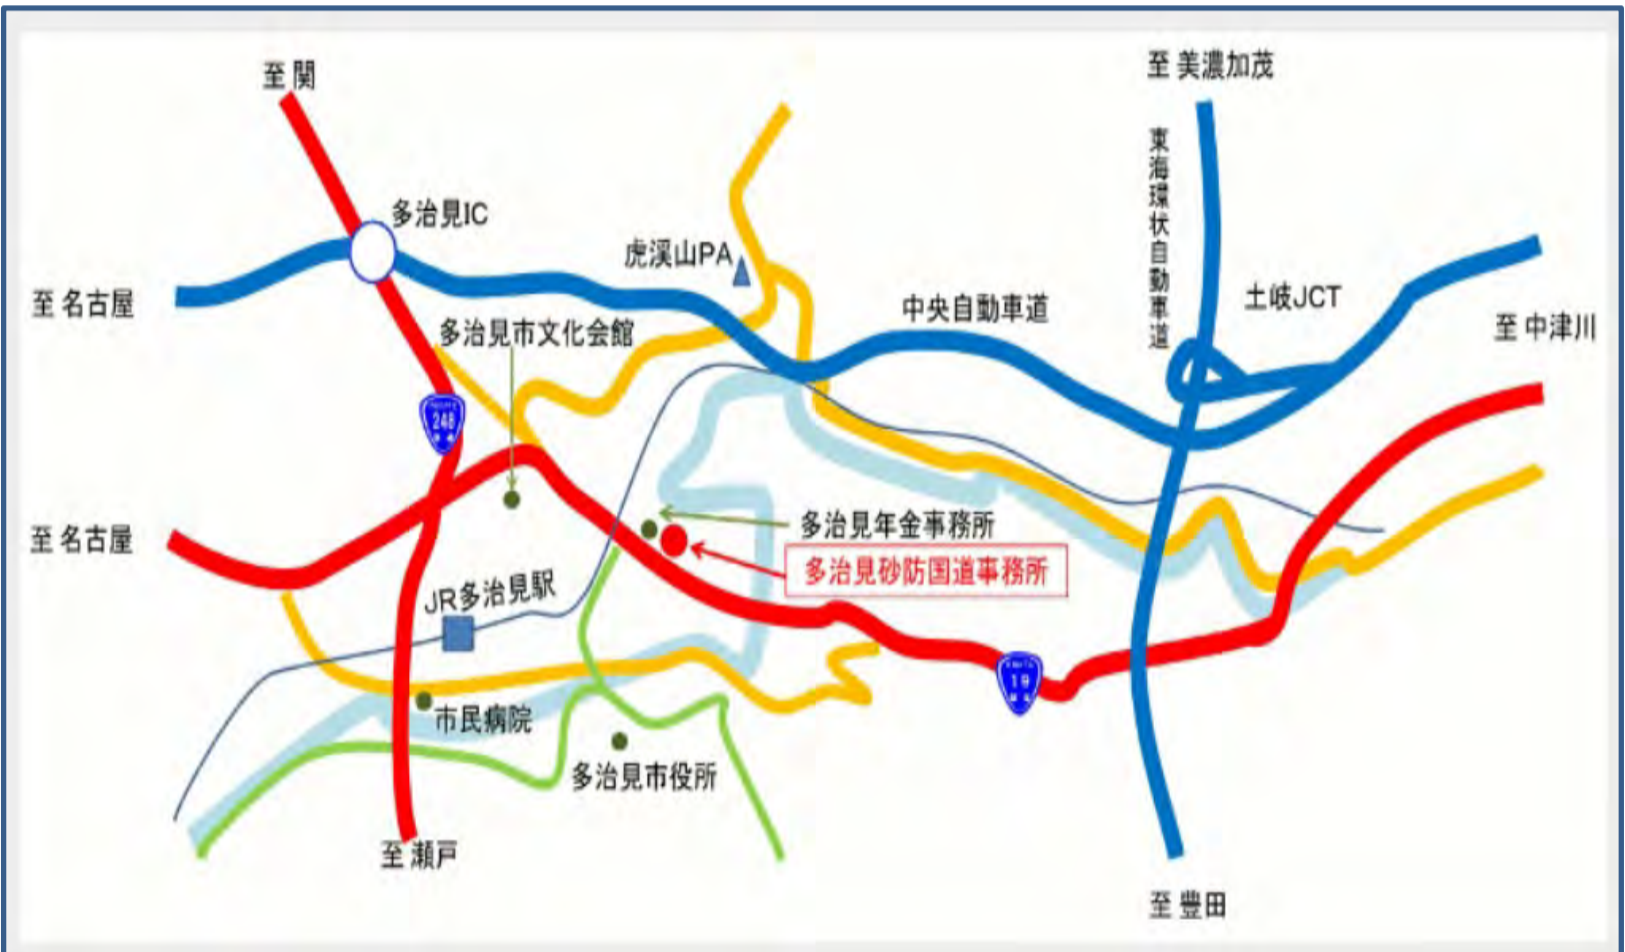 至 関
至 美濃加茂
東海環状自動車道
多治見IC
虎渓山PA
土岐JCT
至 名古屋
中央自動車道
至 中津川
多治見市文化会館
248
至 名古屋
多治見年金事務所
多治見砂防国道事務所
JR多治見駅
19
市民病院
多治見市役所
至 瀬戸
至 豊田